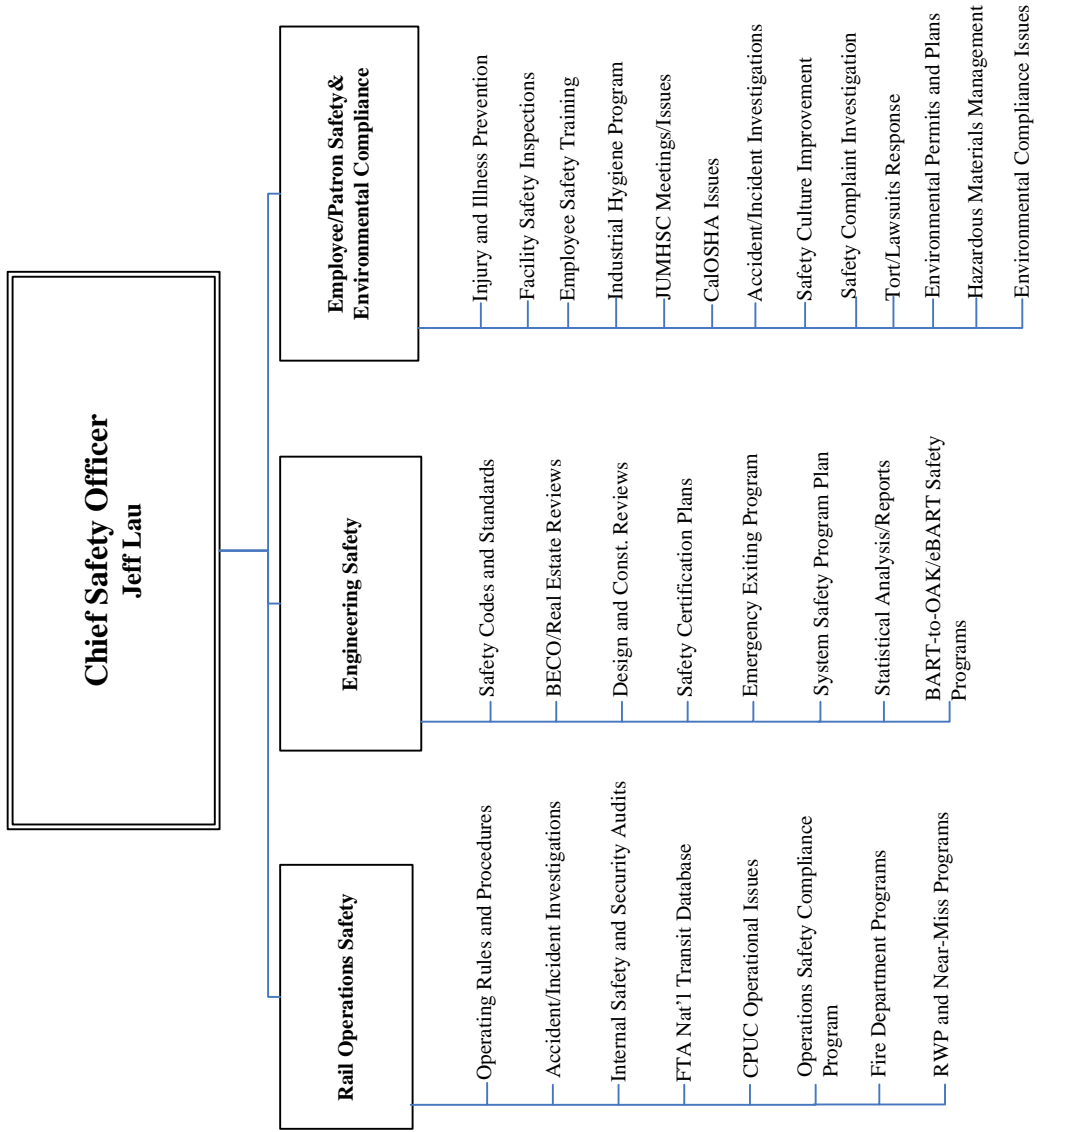 Chief Safety Officer
Jeff Lau
Rail Operations Safety
Operating Rules and Procedures
Accident/Incident Investigations
Internal Safety and Security Audits
FTA Nat'l Transit Database
CPUC Operational Issues
Operations Safety Compliance
Program
Fire Department Programs
RWP and Near-Miss Programs
Engineering Safety
Safety Codes and Standards
BECO/Real Estate Reviews
Design and Const. Reviews
Safety Certification Plans
Emergency Exiting Program
System Safety Program Plan
Statistical Analysis/Reports
BART-to-OAK/eBART Safety
Programs
Employee/Patron Safety&
Environmental Compliance
Injury and Illness Prevention
Facility Safety Inspections
Employee Safety Training
Industrial Hygiene Program
JUMHSC Meetings/Issues
CalOSHA Issues
Accident/Incident Investigations
Safety Culture Improvement
Safety Complaint Investigation
Tort/Lawsuits Response
Environmental Permits and Plans
Hazardous Materials Management
Environmental Compliance Issues